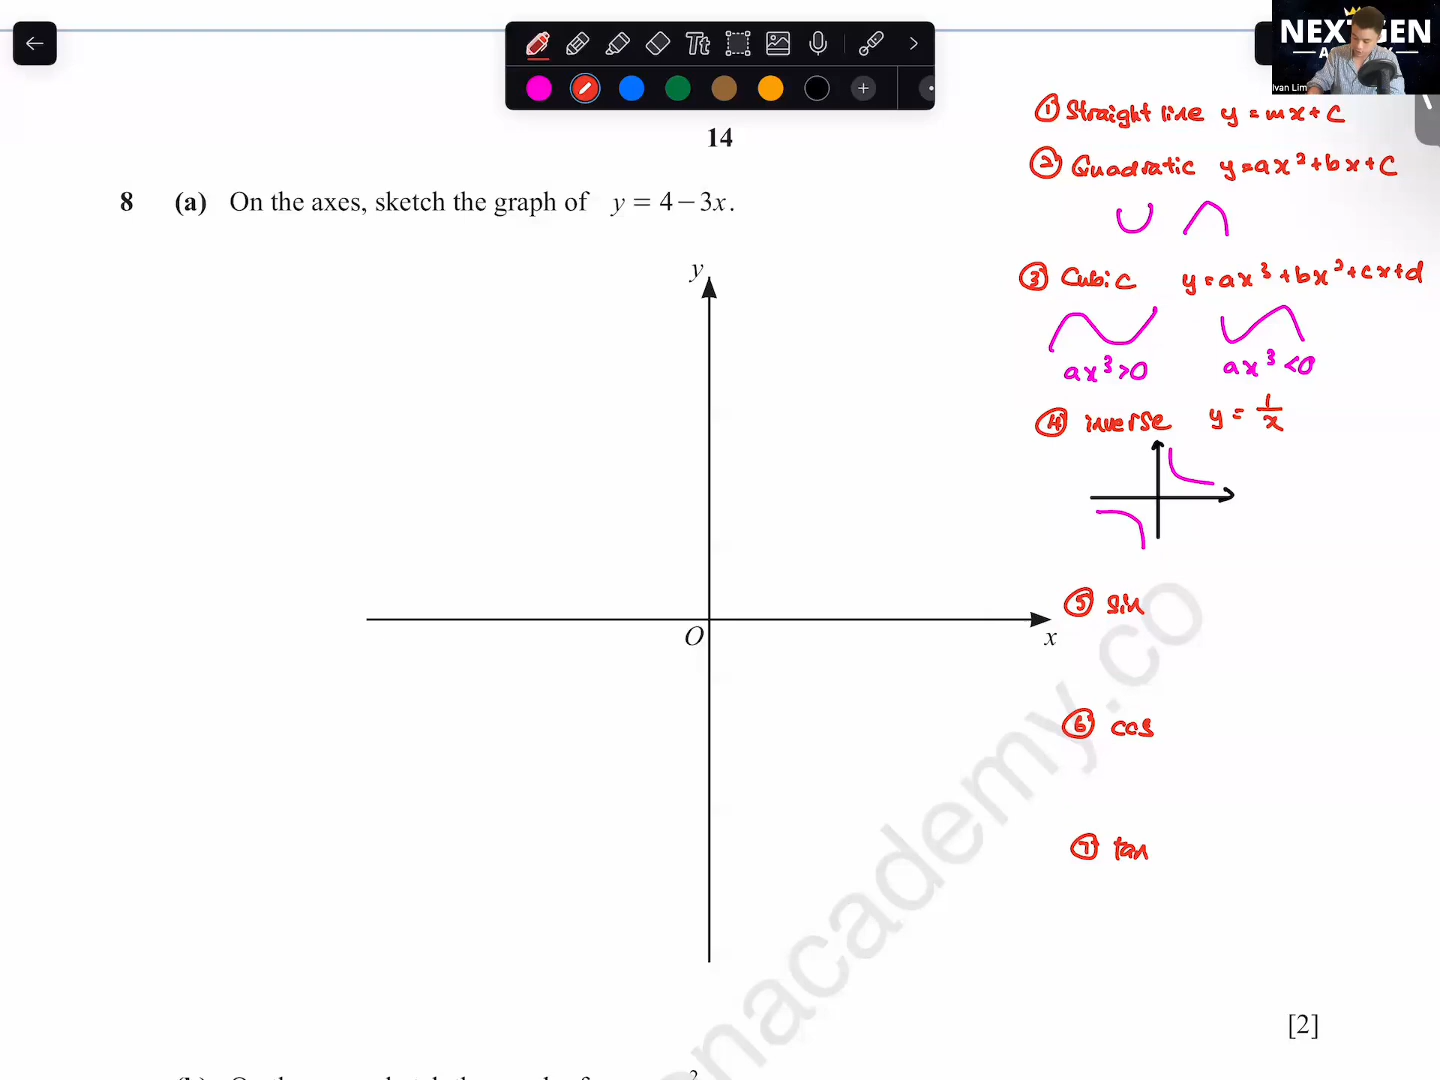 NEXTGEN
Ivan Lim
Tt
14
① Straight line y = mx + c
② Quadratic y = ax² + bx + c
8 (a) On the axes, sketch the graph of y = 4 − 3x.
③ Cubic y = ax³ + bx² + cx + d
y
ax³ > 0 ax³ < 0
④ inverse y = 1/x
⑤ sin
O x
⑥ cos
⑦ tan
enacademy.co
[2]